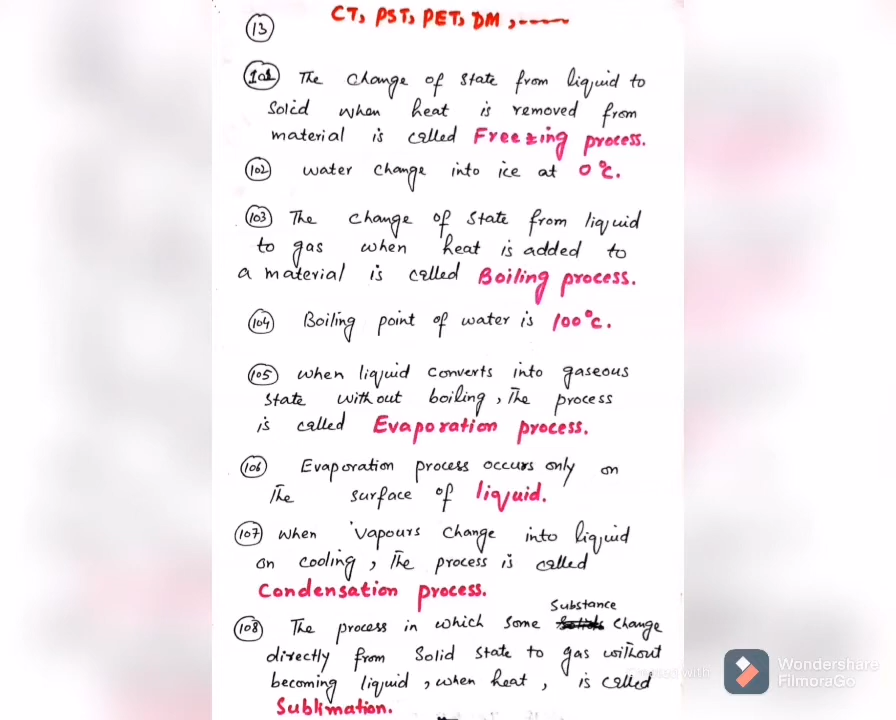 CT, PST, PET, DM,
13
101 The change of state from liquid to
Solid when heat is removed from
material is called Freezing process.
102 water change into ice at 0°c.
103 The change of state from liquid
to gas when heat is added to
a material is called Boiling process.
104 Boiling point of water is 100°c.
105 when liquid converts into gaseous
state without boiling, The process
is called Evaporation process.
106 Evaporation process occurs only on
The surface of liquid.
107 when Vapours change into liquid
on cooling, The process is called
Condensation process.
Substance
108 The process in which some change
directly from Solid state to gas without
becoming liquid, when heat, is called
Sublimation.
Created with
Wondershare
FilmoraGo